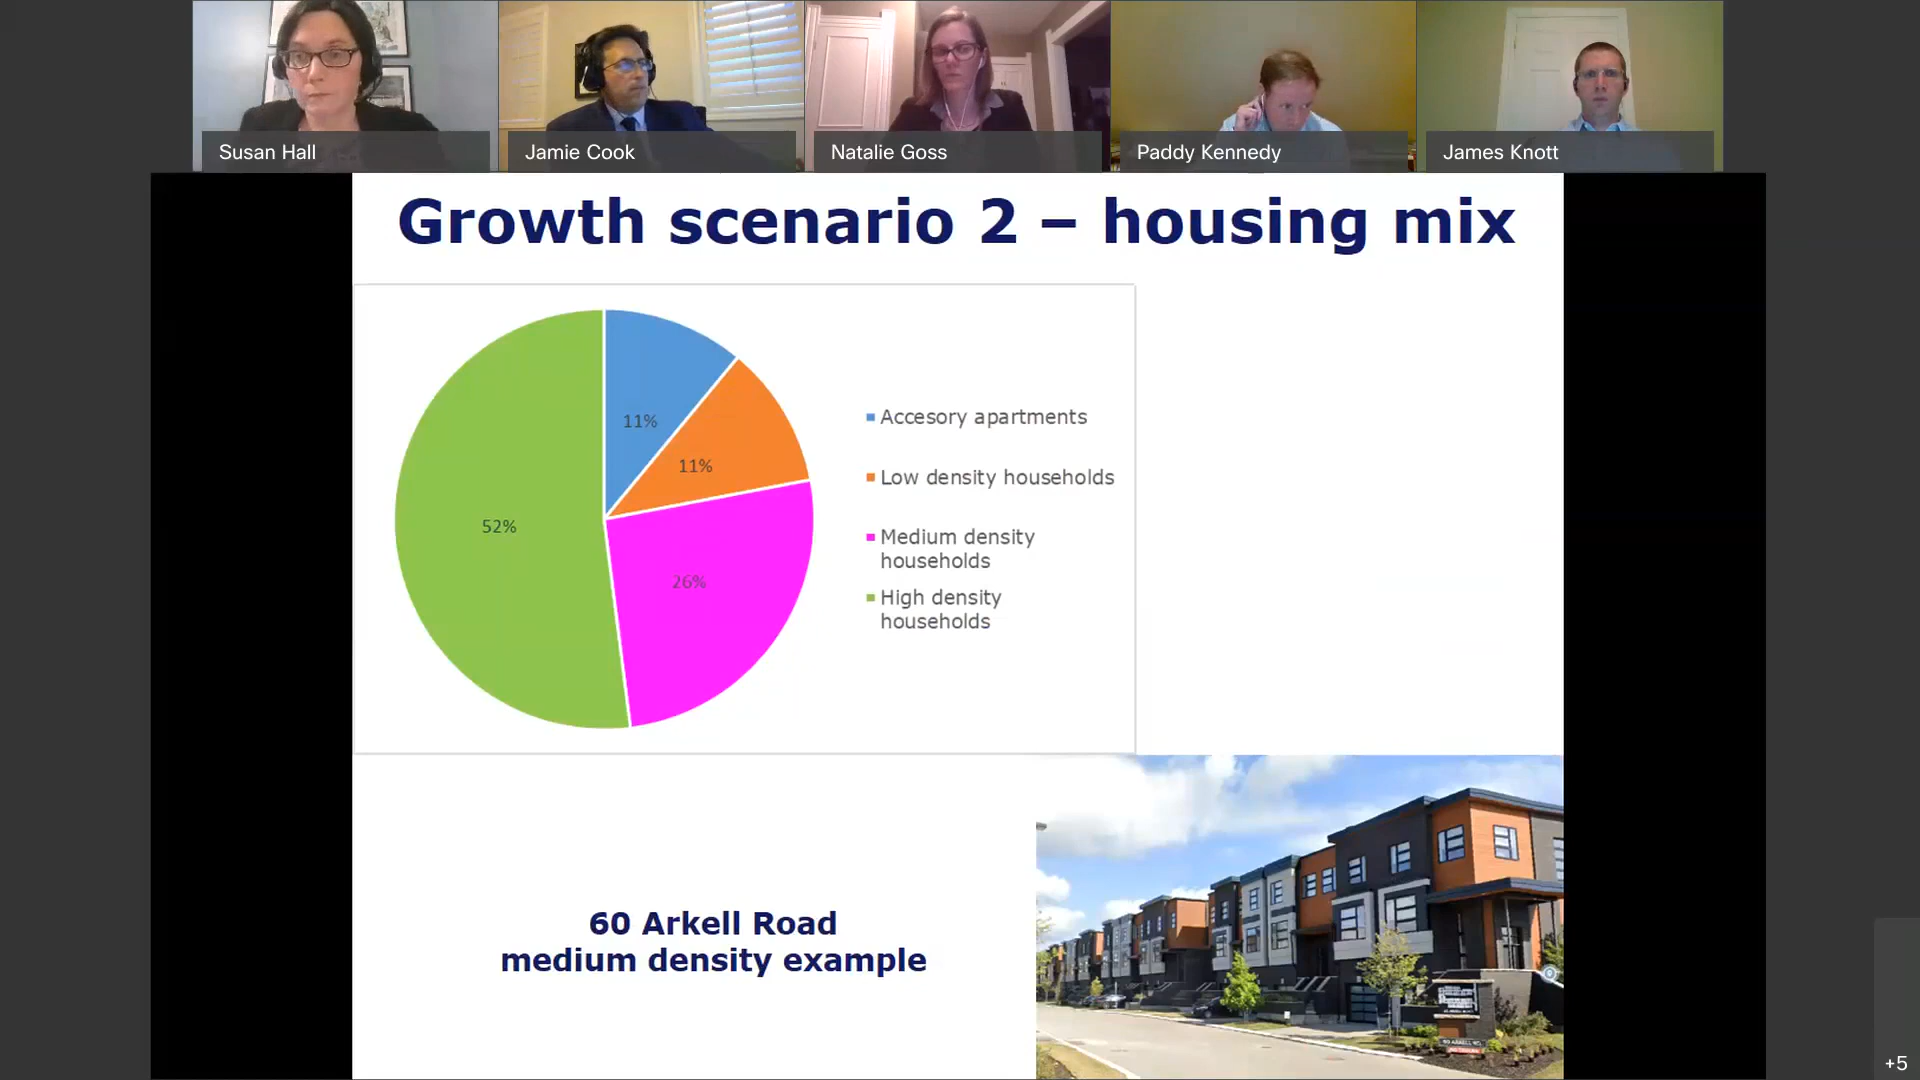 Susan Hall
Jamie Cook
Natalie Goss
Paddy Kennedy
James Knott
Growth scenario 2 – housing mix
11%
11%
52%
26%
Accesory apartments
Low density households
Medium density
households
High density
households
60 Arkell Road
medium density example
+5